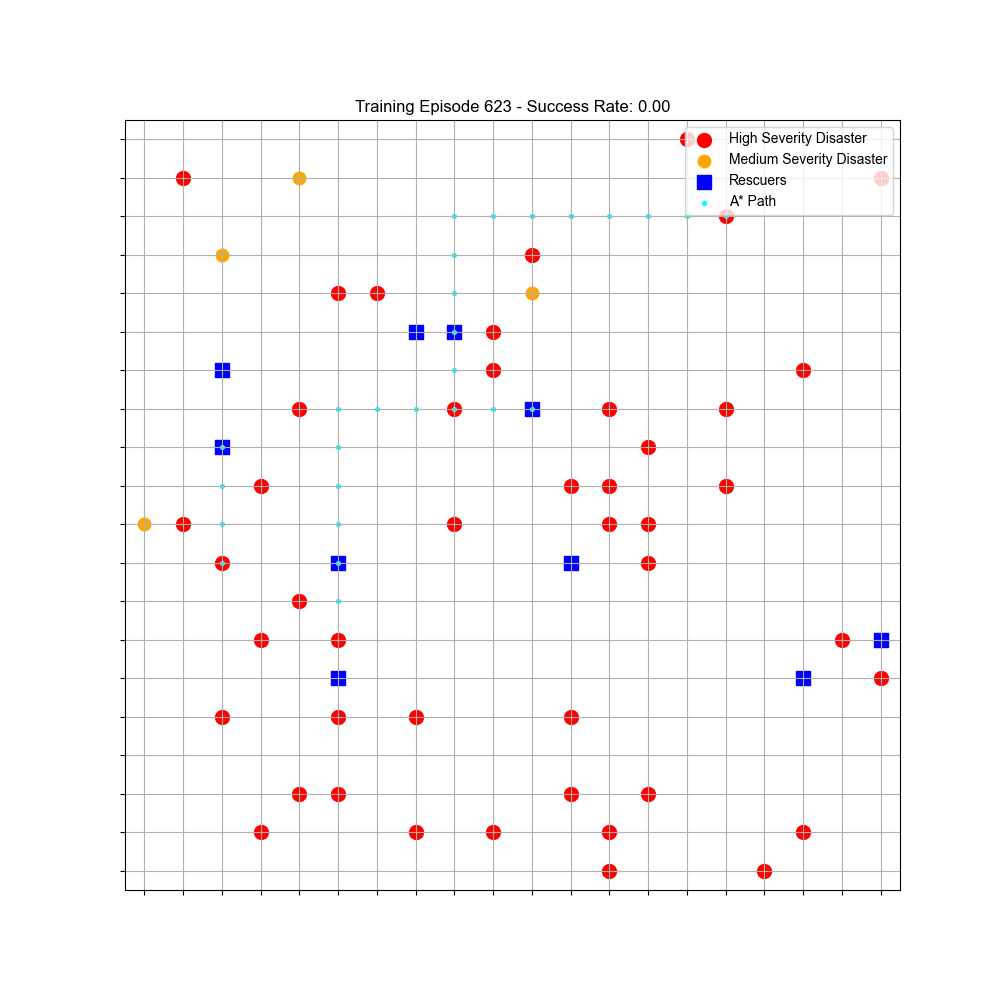 Training Episode 623 - Success Rate: 0.00
High Severity Disaster
Medium Severity Disaster
Rescuers
A* Path